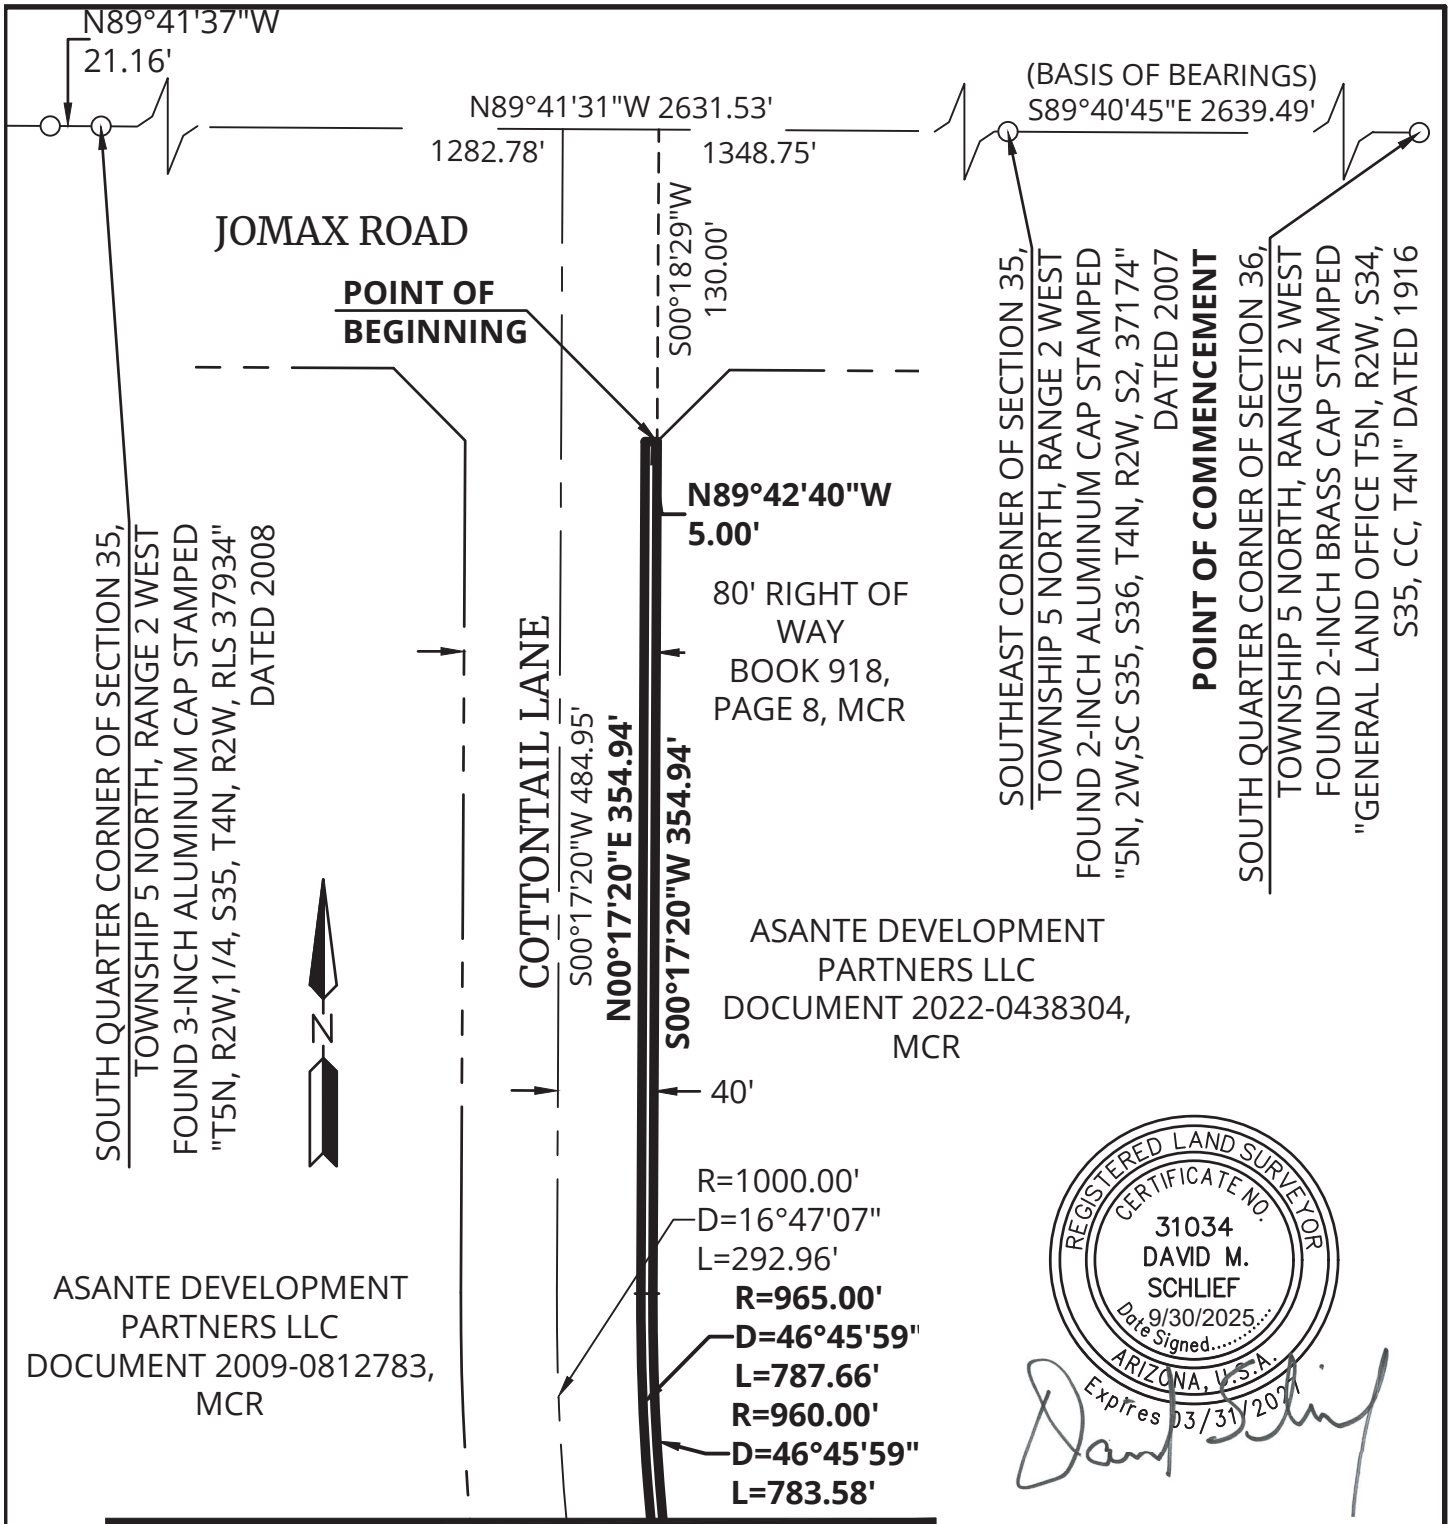 N89°41'37"W
21.16'
N89°41'31"W 2631.53'
1282.78'
1348.75'
(BASIS OF BEARINGS)
S89°40'45"E 2639.49'
JOMAX ROAD
S00°18'29"W
130.00'
POINT OF
BEGINNING
N89°42'40"W
5.00'
80' RIGHT OF
WAY
BOOK 918,
PAGE 8, MCR
SOUTH QUARTER CORNER OF SECTION 35,
TOWNSHIP 5 NORTH, RANGE 2 WEST
FOUND 3-INCH ALUMINUM CAP STAMPED
"T5N, R2W,1/4, S35, T4N, R2W, RLS 37934"
DATED 2008
COTTONTAIL LANE
S00°17'20"W 484.95'
N00°17'20"E 354.94'
S00°17'20"W 354.94'
SOUTHEAST CORNER OF SECTION 35,
TOWNSHIP 5 NORTH, RANGE 2 WEST
FOUND 2-INCH ALUMINUM CAP STAMPED
"5N, 2W,SC S35, S36, T4N, R2W, S2, 37174"
DATED 2007
POINT OF COMMENCEMENT
SOUTH QUARTER CORNER OF SECTION 36,
TOWNSHIP 5 NORTH, RANGE 2 WEST
FOUND 2-INCH BRASS CAP STAMPED
"GENERAL LAND OFFICE T5N, R2W, S34,
S35, CC, T4N" DATED 1916
N
ASANTE DEVELOPMENT
PARTNERS LLC
DOCUMENT 2022-0438304,
MCR
40'
R=1000.00'
D=16°47'07"
L=292.96'
R=965.00'
D=46°45'59"
L=787.66'
R=960.00'
D=46°45'59"
L=783.58'
ASANTE DEVELOPMENT
PARTNERS LLC
DOCUMENT 2009-0812783,
MCR
REGISTERED LAND SURVEYOR
CERTIFICATE NO.
31034
DAVID M.
SCHLIEF
9/30/2025
Date Signed............
ARIZONA, U.S.A.
Expires 03/31/2027
David Schlief